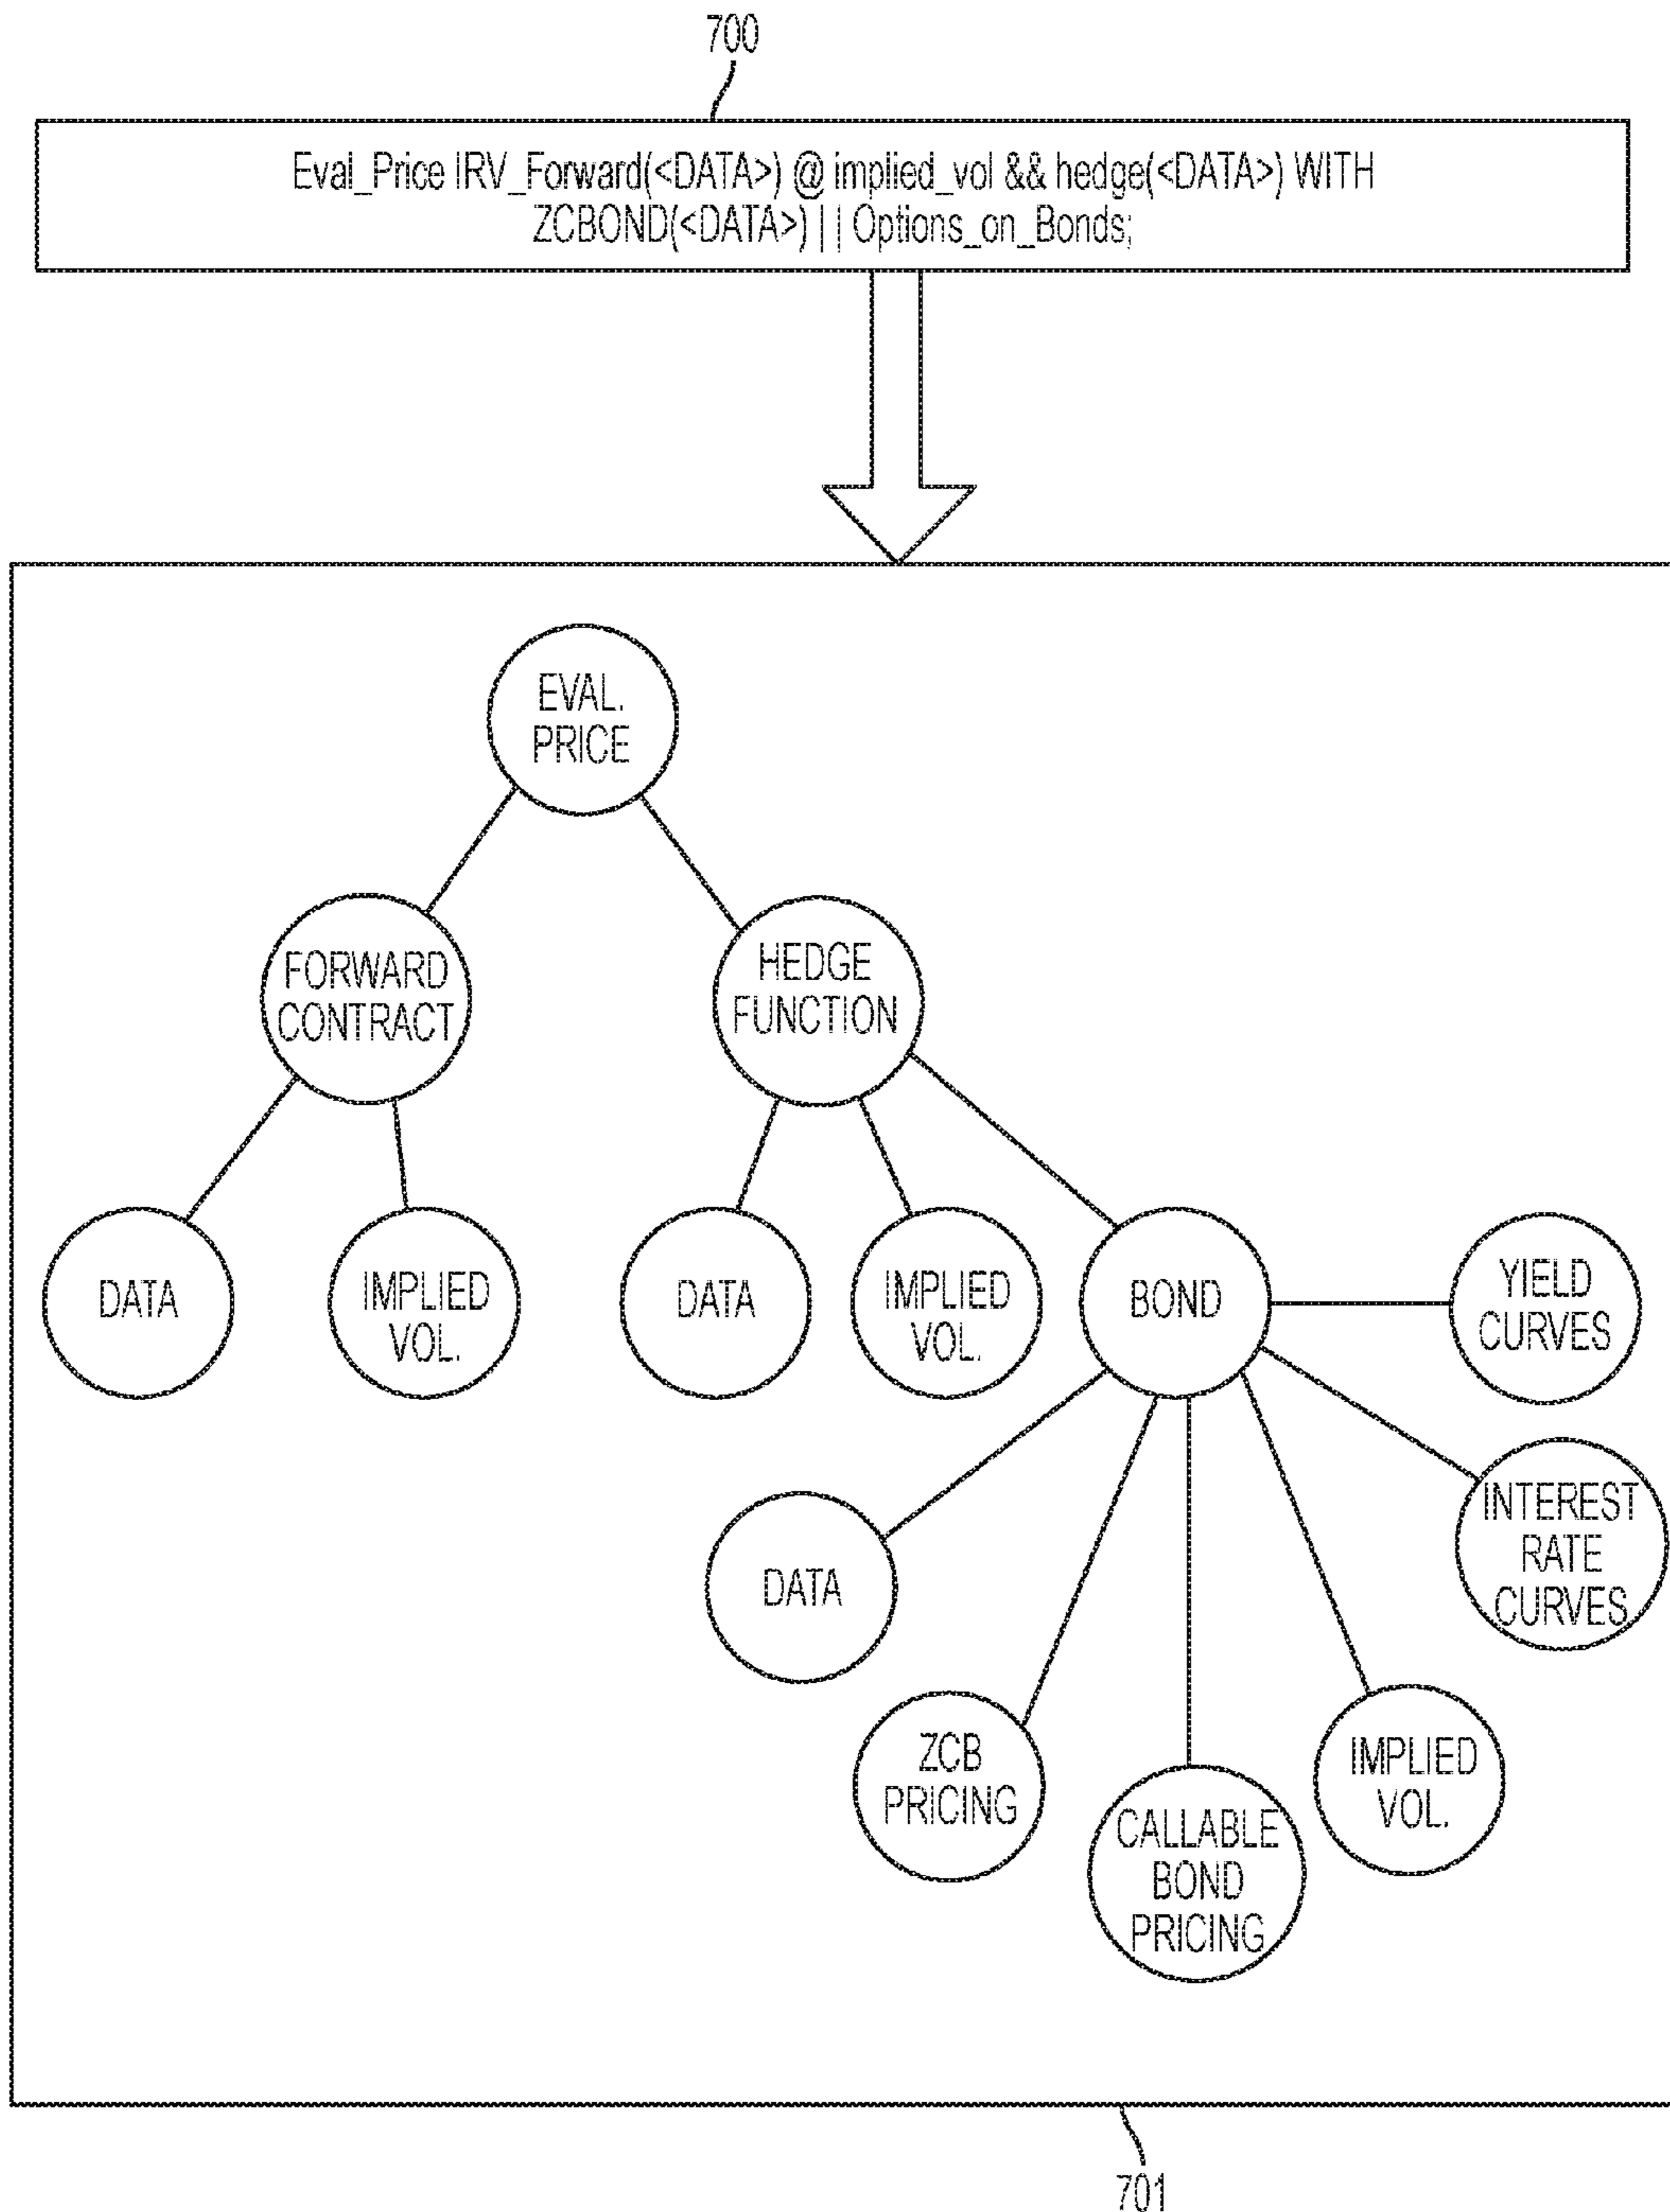 700
Eval_Price IRV_Forward(<DATA>) @ implied_vol && hedge(<DATA>) WITH
ZCBOND(<DATA>) | | Options_on_Bonds;
EVAL.
PRICE
FORWARD
CONTRACT
HEDGE
FUNCTION
DATA
IMPLIED
VOL.
DATA
IMPLIED
VOL.
BOND
YIELD
CURVES
DATA
ZCB
PRICING
CALLABLE
BOND
PRICING
IMPLIED
VOL.
INTEREST
RATE
CURVES
701